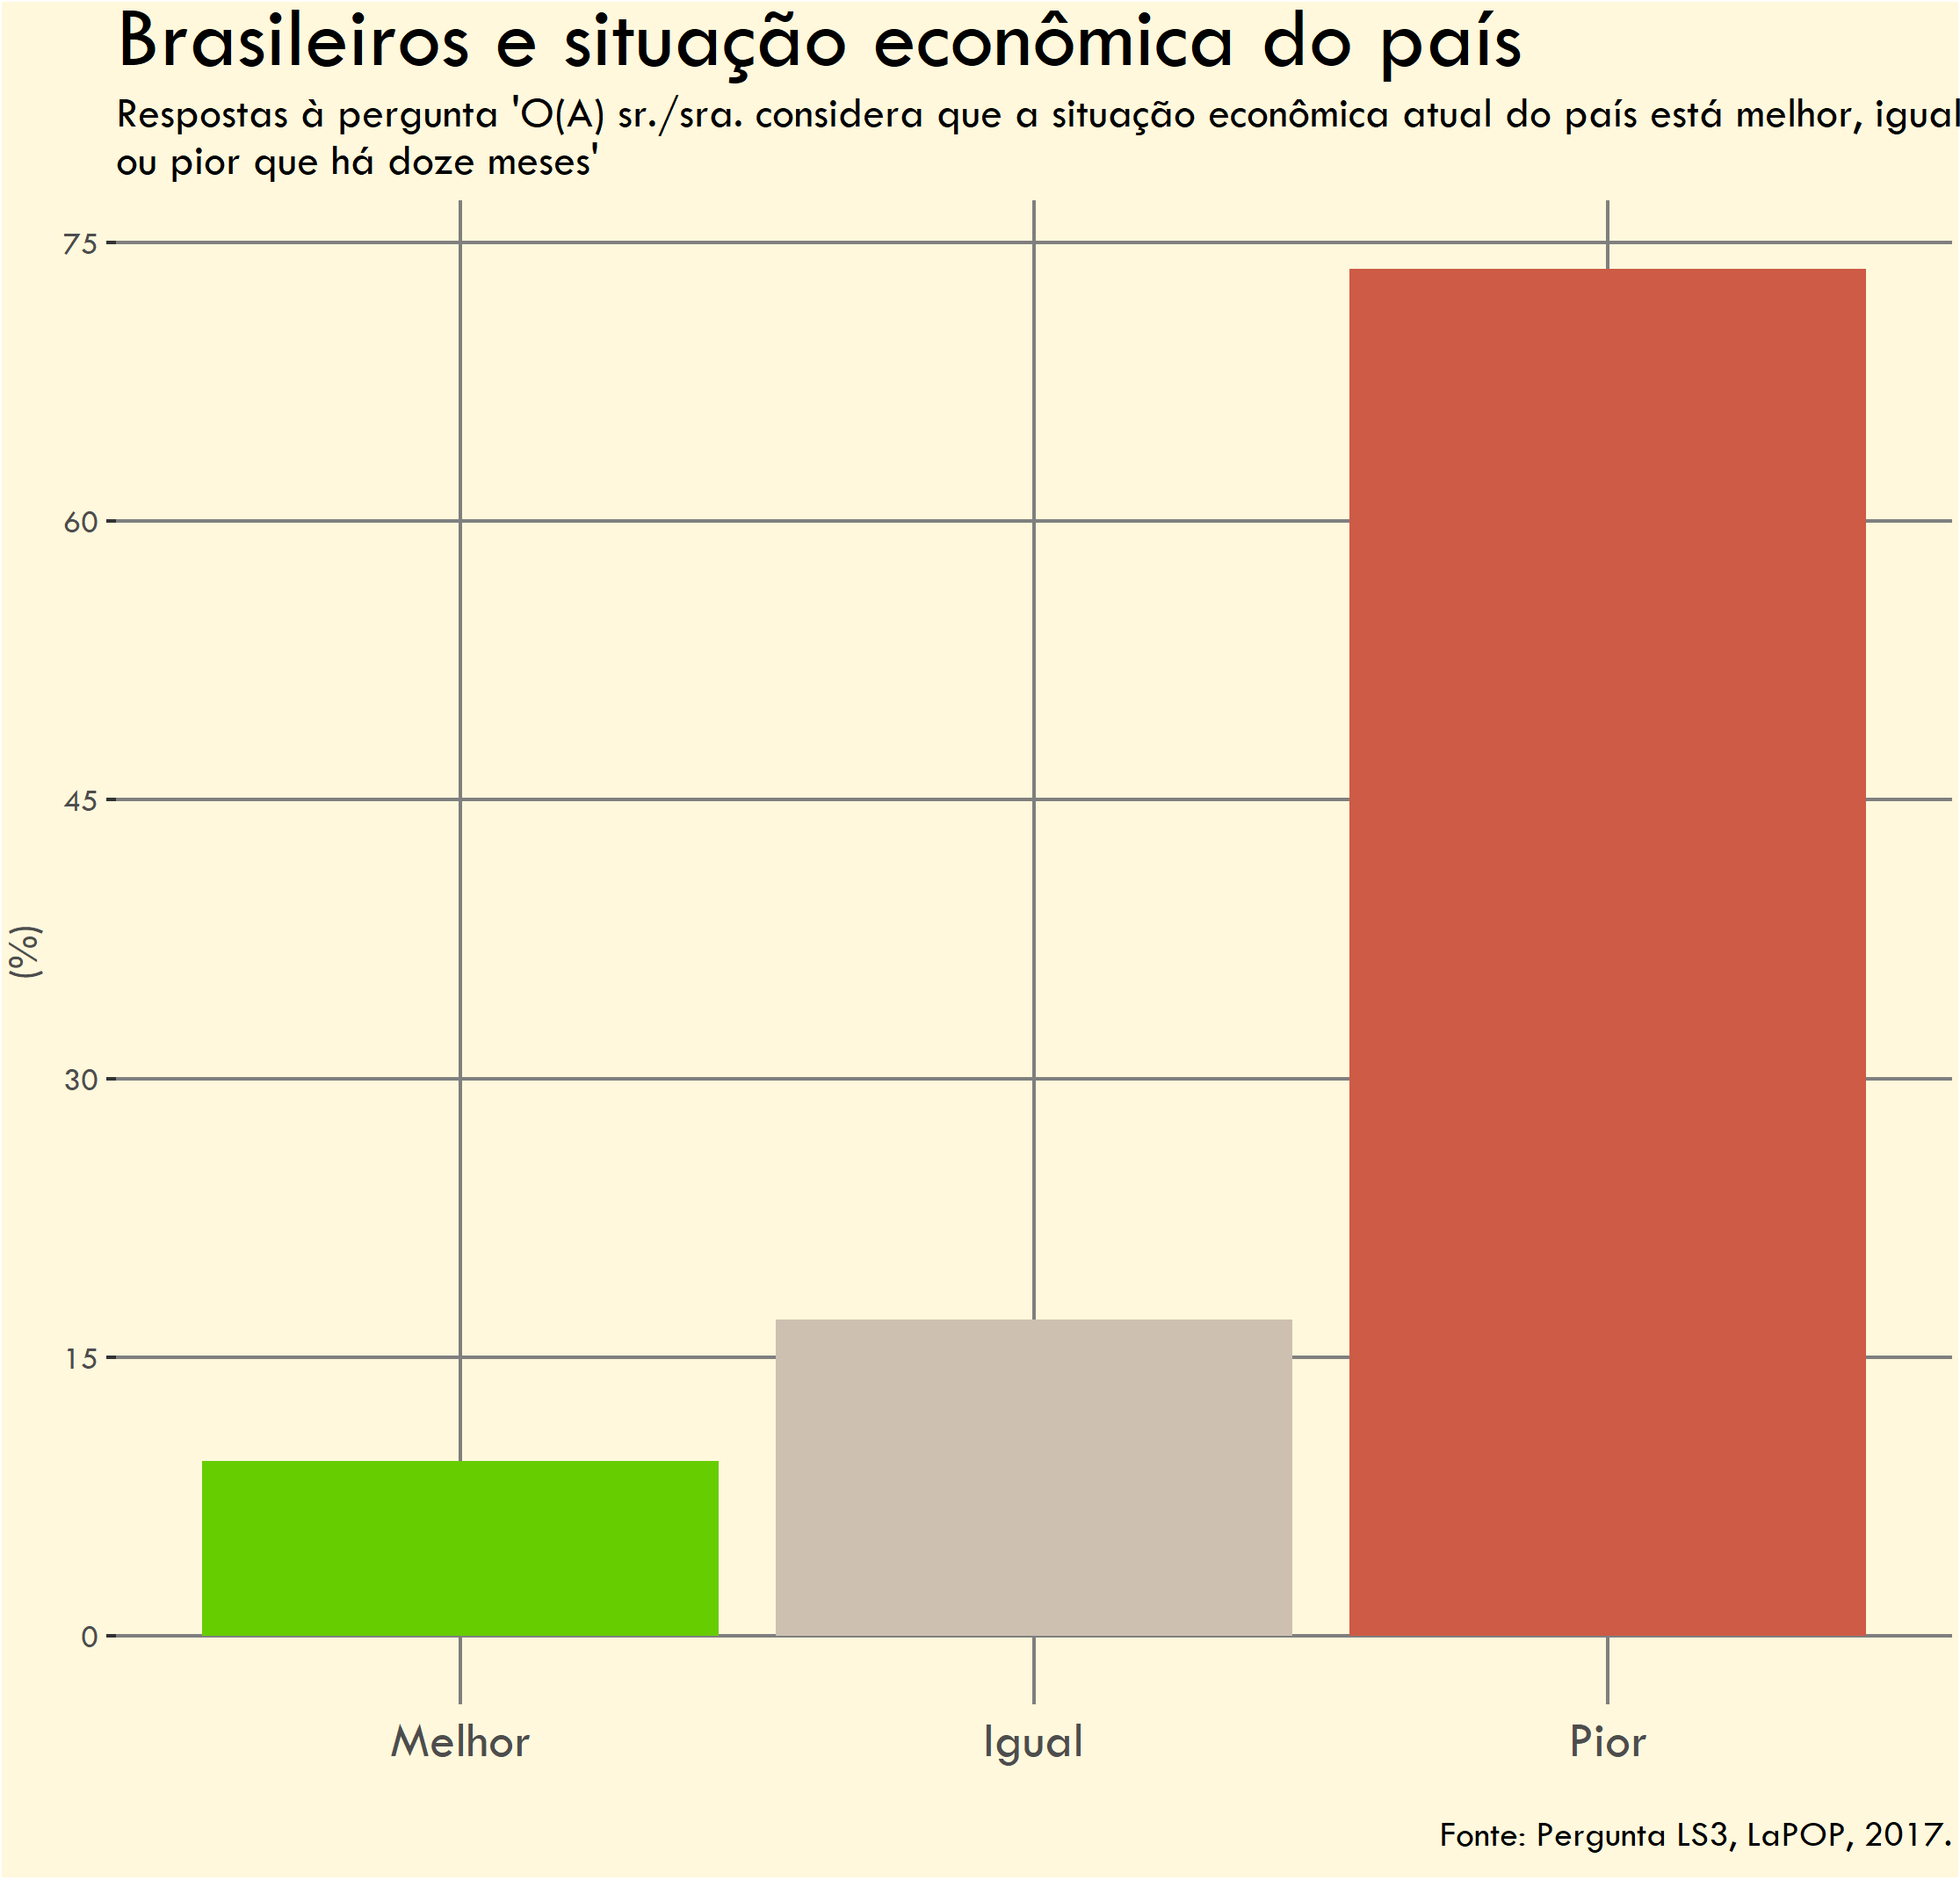 Brasileiros e situação econômica do país
Respostas à pergunta 'O(A) sr./sra. considera que a situação econômica atual do país está melhor, igual
ou pior que há doze meses'
75
60
45
30
15
0
(%)
Melhor
Igual
Pior
Fonte: Pergunta LS3, LaPOP, 2017.